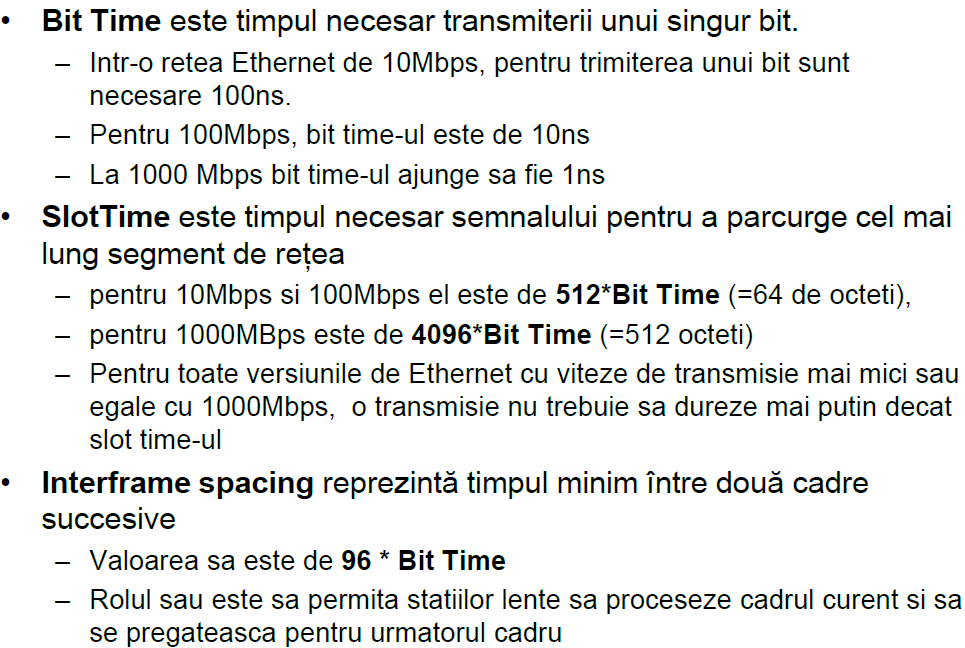 • Bit Time este timpul necesar transmiterii unui singur bit.
– Intr-o retea Ethernet de 10Mbps, pentru trimiterea unui bit sunt
necesare 100ns.
– Pentru 100Mbps, bit time-ul este de 10ns
– La 1000 Mbps bit time-ul ajunge sa fie 1ns
• SlotTime este timpul necesar semnalului pentru a parcurge cel mai
lung segment de rețea
– pentru 10Mbps si 100Mbps el este de 512*Bit Time (=64 de octeti),
– pentru 1000MBps este de 4096*Bit Time (=512 octeti)
– Pentru toate versiunile de Ethernet cu viteze de transmisie mai mici sau
egale cu 1000Mbps, o transmisie nu trebuie sa dureze mai putin decat
slot time-ul
• Interframe spacing reprezintă timpul minim între două cadre
succesive
– Valoarea sa este de 96 * Bit Time
– Rolul sau este sa permita statiilor lente sa proceseze cadrul curent si sa
se pregateasca pentru urmatorul cadru